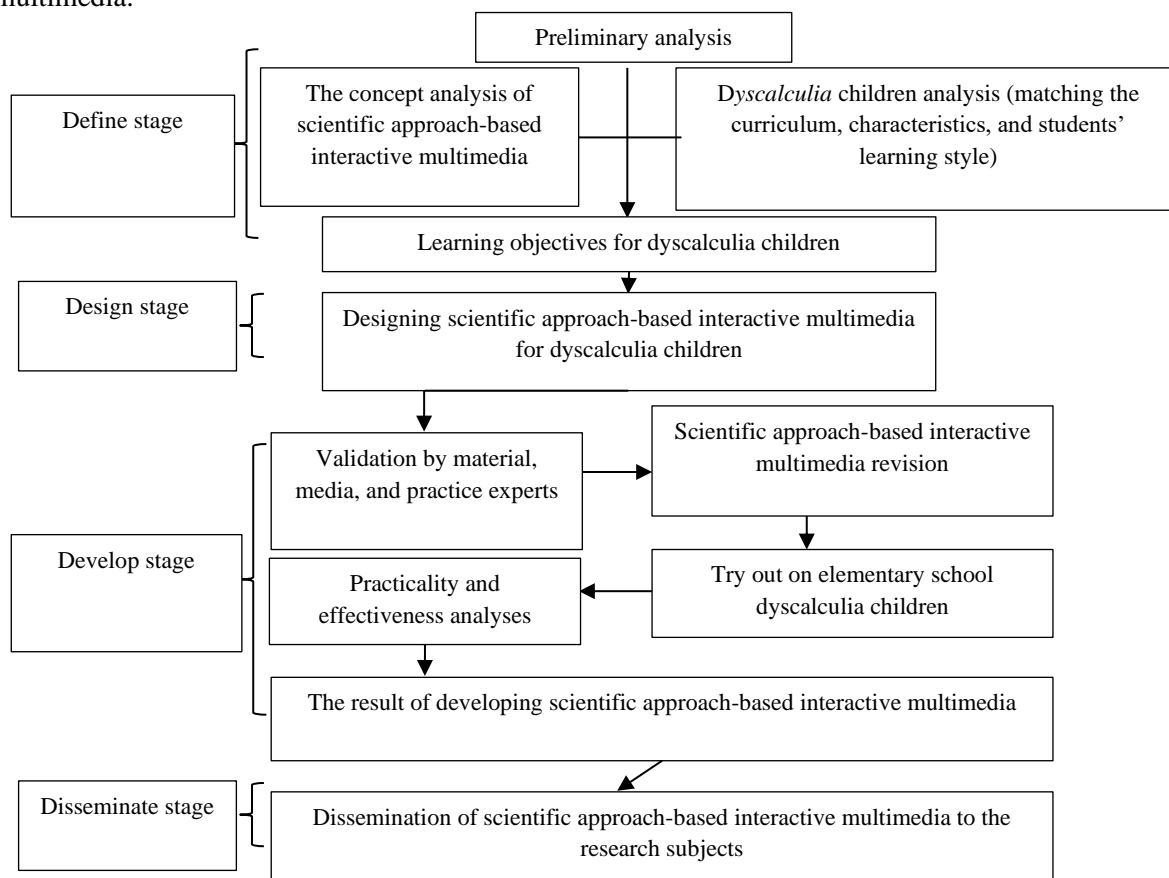 multimedia.
Preliminary analysis
Define stage
The concept analysis of
scientific approach-based
interactive multimedia
Dyscalculia children analysis (matching the
curriculum, characteristics, and students’
learning style)
Learning objectives for dyscalculia children
Design stage
Designing scientific approach-based interactive multimedia
for dyscalculia children
Develop stage
Validation by material,
media, and practice experts
Scientific approach-based interactive
multimedia revision
Try out on elementary school
dyscalculia children
Practicality and
effectiveness analyses
The result of developing scientific approach-based interactive multimedia
Disseminate stage
Dissemination of scientific approach-based interactive multimedia to the
research subjects